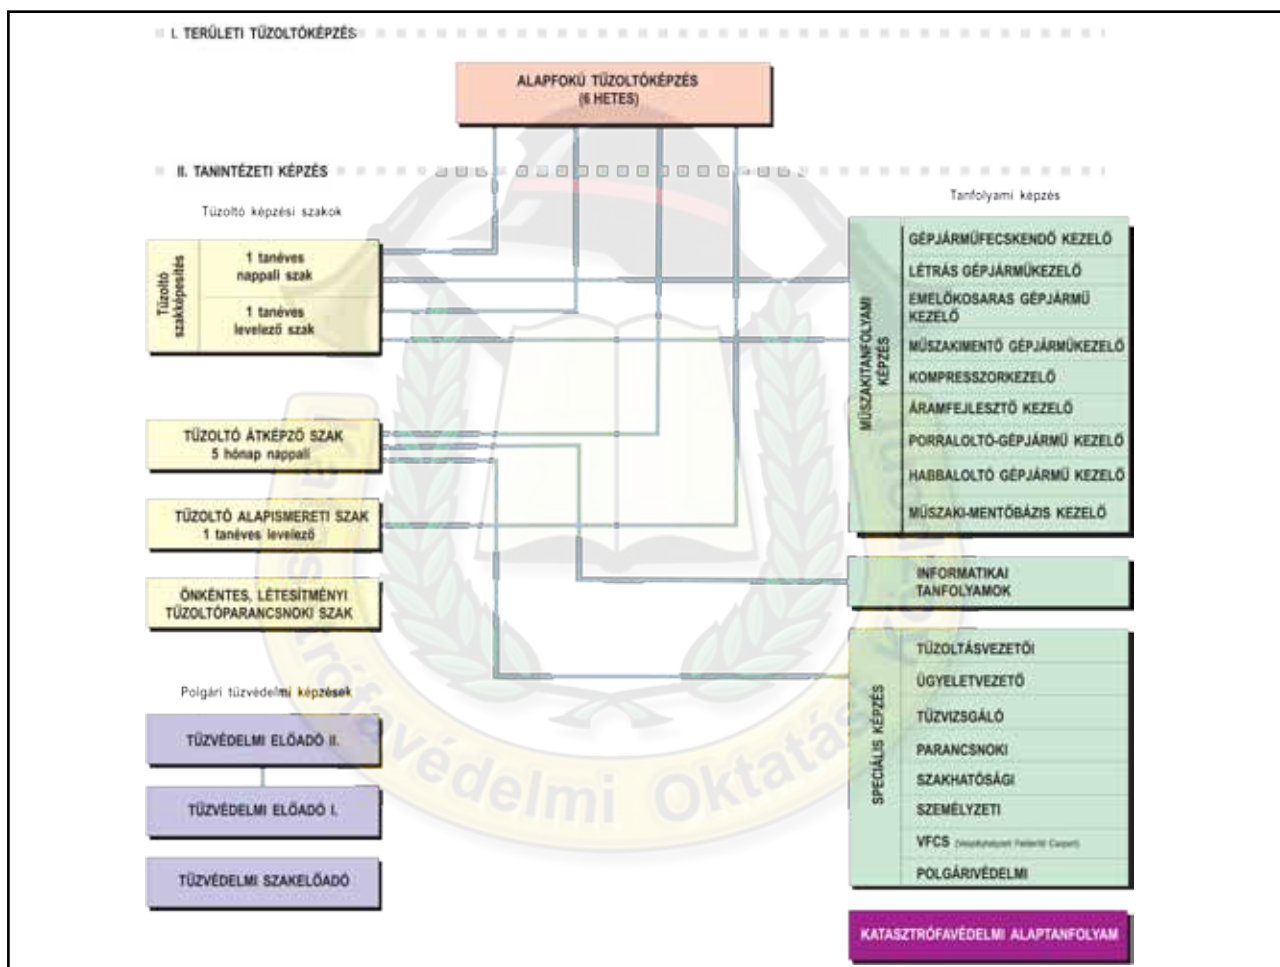 I. TERÜLETI TŰZOLTÓKÉPZÉS
ALAPFOKÚ TŰZOLTÓKÉPZÉS
(6 HETES)
II. TANINTÉZETI KÉPZÉS
Tűzoltó képzési szakok
Tűzoltó
szakképesítés
1 tanéves
nappali szak
1 tanéves
levelező szak
TŰZOLTÓ ÁTKÉPZŐ SZAK
5 hónap nappali
TŰZOLTÓ ALAPISMERETI SZAK
1 tanéves levelező
ÖNKÉNTES, LÉTESÍTMÉNYI
TŰZOLTÓPARANCSNOKI SZAK
Polgári tűzvédelmi képzések
TŰZVÉDELMI ELŐADÓ II.
TŰZVÉDELMI ELŐADÓ I.
TŰZVÉDELMI SZAKELŐADÓ
Tanfolyami képzés
MŰSZAKITANFOLYAMI
KÉPZÉS
GÉPJÁRMŰFECSKENDŐ KEZELŐ
LÉTRÁS GÉPJÁRMŰKEZELŐ
EMELŐKOSARAS GÉPJÁRMŰ
KEZELŐ
MŰSZAKIMENTŐ GÉPJÁRMŰKEZELŐ
KOMPRESSZORKEZELŐ
ÁRAMFEJLESZTŐ KEZELŐ
PORRALOLTÓ-GÉPJÁRMŰ KEZELŐ
HABBALOLTÓ GÉPJÁRMŰ KEZELŐ
MŰSZAKI-MENTŐBÁZIS KEZELŐ
INFORMATIKAI
TANFOLYAMOK
SPECIÁLIS KÉPZÉS
TŰZOLTÁSVEZETŐI
ÜGYELETVEZETŐ
TŰZVIZSGÁLÓ
PARANCSNOKI
SZAKHATÓSÁGI
SZEMÉLYZETI
VFCS
POLGÁRIVÉDELMI
KATASZTRÓFAVÉDELMI ALAPTANFOLYAM